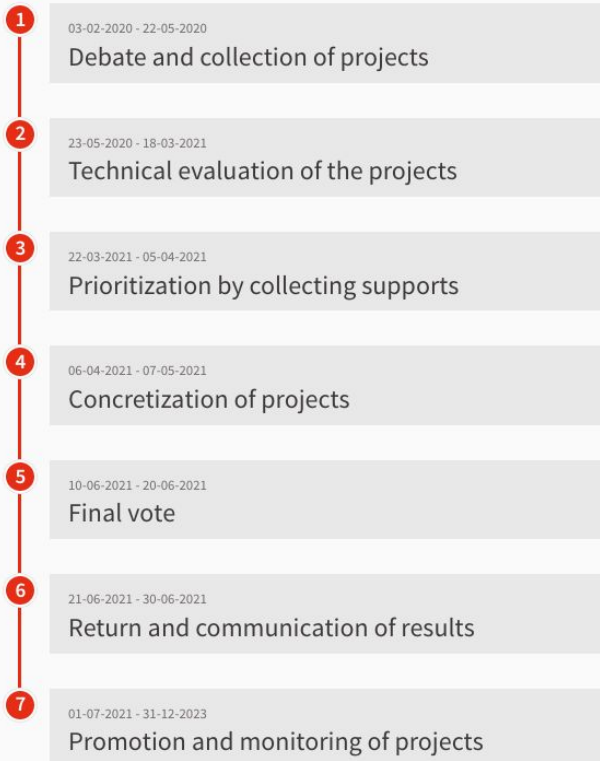 1
03-02-2020 - 22-05-2020
Debate and collection of projects
2
23-05-2020 - 18-03-2021
Technical evaluation of the projects
3
22-03-2021 - 05-04-2021
Prioritization by collecting supports
4
06-04-2021 - 07-05-2021
Concretization of projects
5
10-06-2021 - 20-06-2021
Final vote
6
21-06-2021 - 30-06-2021
Return and communication of results
7
01-07-2021 - 31-12-2023
Promotion and monitoring of projects